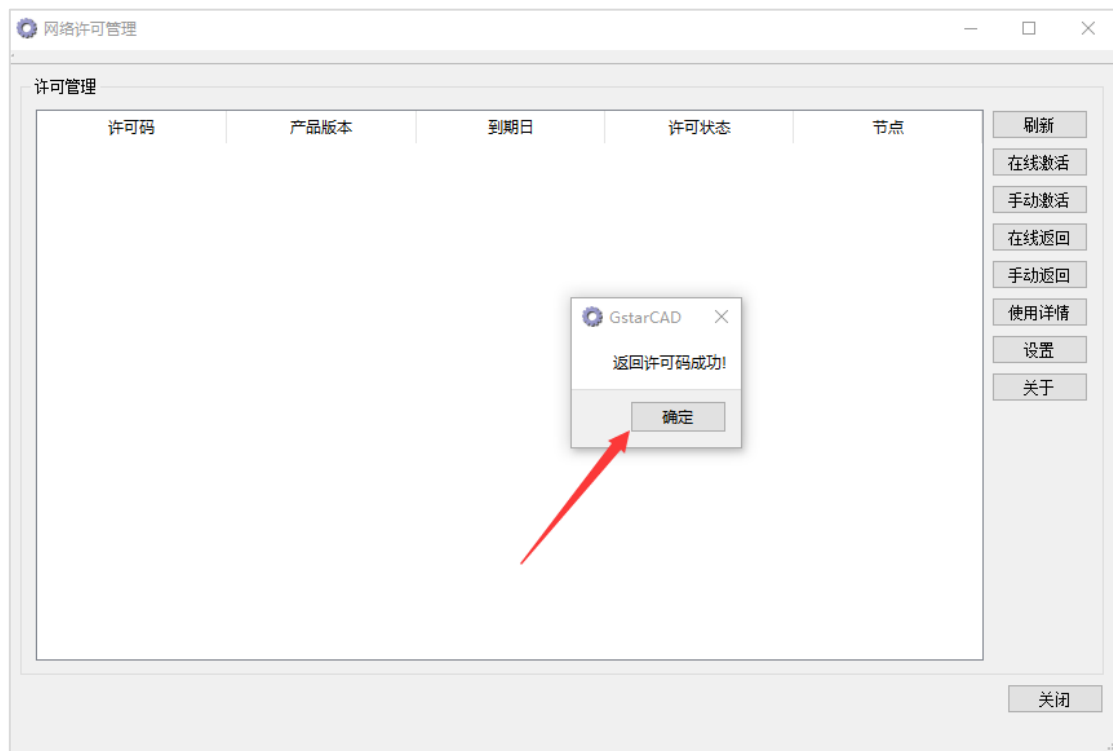 网络许可管理
许可管理
许可码 产品版本 到期日 许可状态 节点
刷新
在线激活
手动激活
在线返回
手动返回
使用详情
设置
关于
GstarCAD
返回许可码成功!
确定
关闭